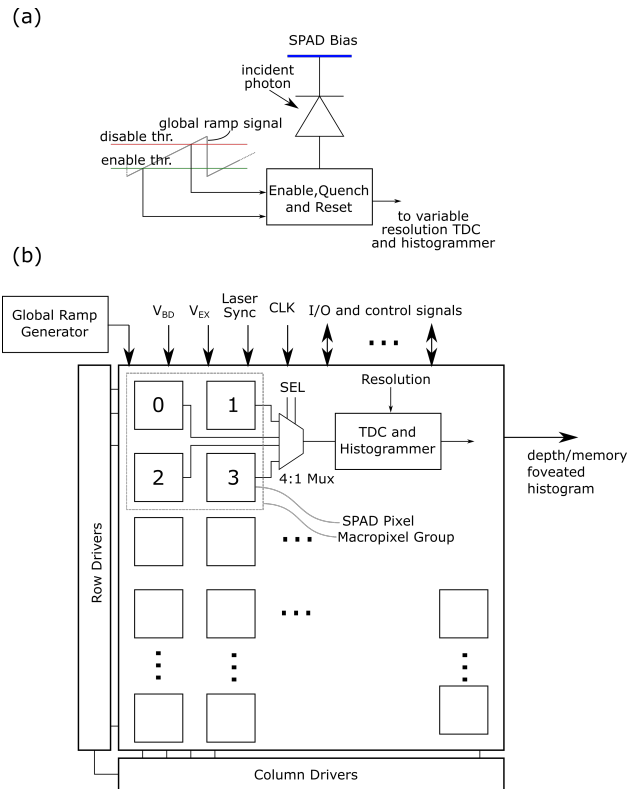 (a)
SPAD Bias
incident
photon
global ramp signal
disable thr.
enable thr.
Enable,Quench
and Reset
to variable
resolution TDC
and histogrammer
(b)
Global Ramp
Generator
V_BD
V_EX
Laser
Sync
CLK
I/O and control signals
...
0
1
SEL
Resolution
TDC and
Histogrammer
2
3
4:1 Mux
depth/memory
foveated
histogram
SPAD Pixel
Macropixel Group
Row Drivers
Column Drivers